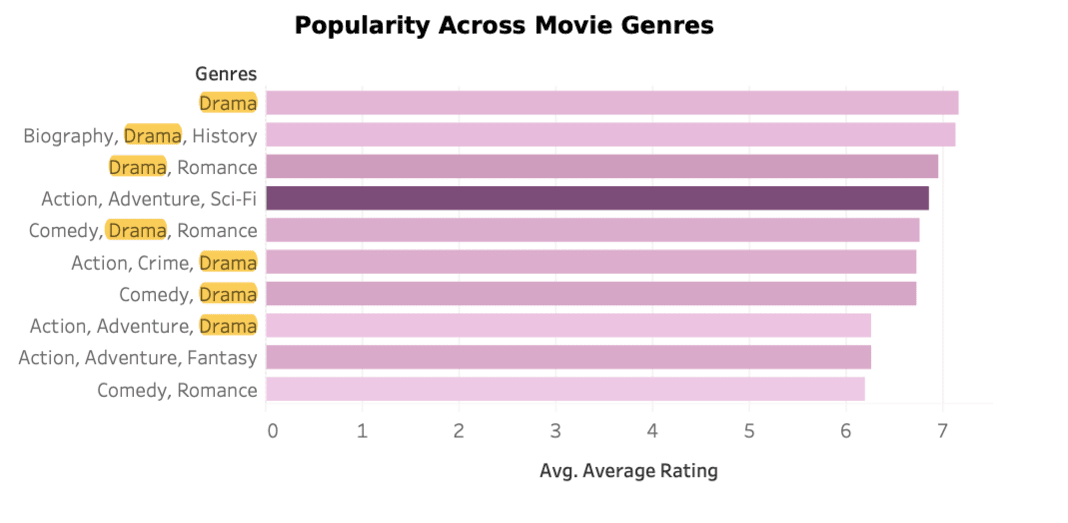 Popularity Across Movie Genres
Genres
Drama
Biography, Drama, History
Drama, Romance
Action, Adventure, Sci-Fi
Comedy, Drama, Romance
Action, Crime, Drama
Comedy, Drama
Action, Adventure, Drama
Action, Adventure, Fantasy
Comedy, Romance
0 1 2 3 4 5 6 7
Avg. Average Rating